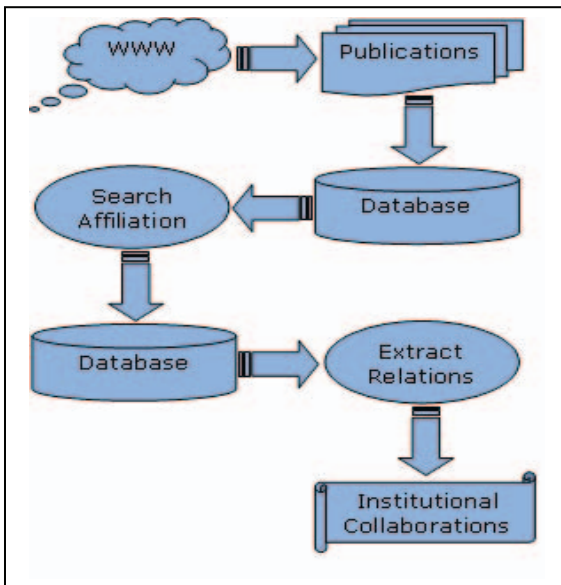 WWW
Publications
Database
Search
Affiliation
Database
Extract
Relations
Institutional
Collaborations